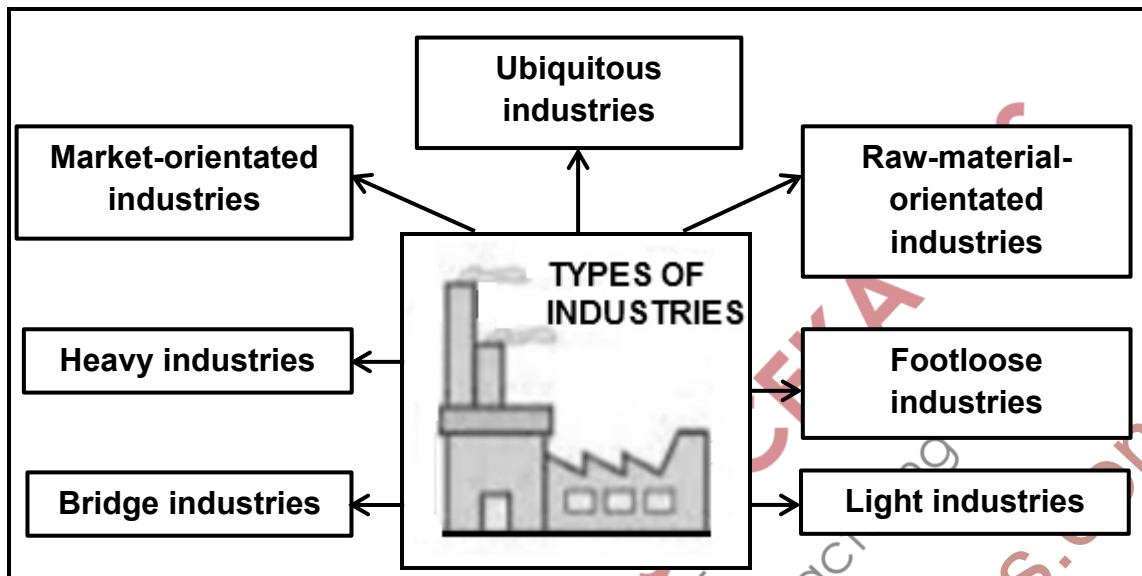 Ubiquitous
industries
Market-orientated
industries
Raw-material-
orientated
industries
TYPES OF
INDUSTRIES
Heavy industries
Footloose
industries
Bridge industries
Light industries